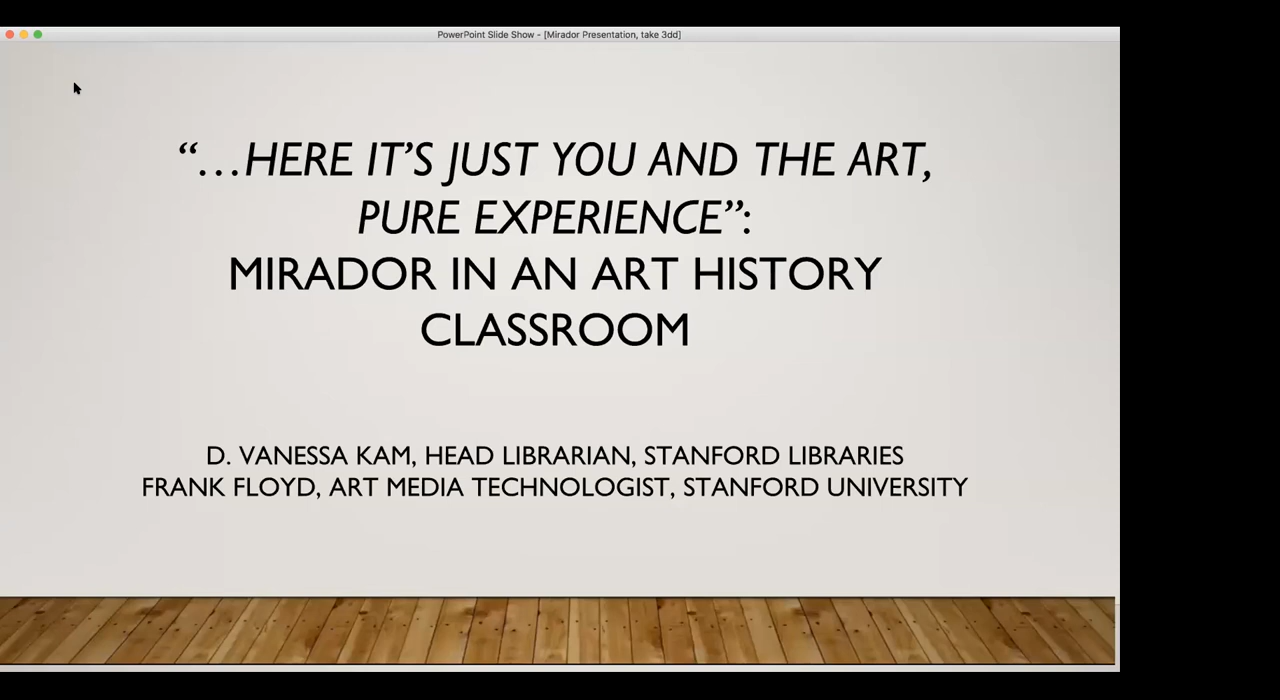 PowerPoint Slide Show - [Mirador Presentation, take 3dd]
“…HERE IT’S JUST YOU AND THE ART,
PURE EXPERIENCE”:
MIRADOR IN AN ART HISTORY
CLASSROOM
D. VANESSA KAM, HEAD LIBRARIAN, STANFORD LIBRARIES
FRANK FLOYD, ART MEDIA TECHNOLOGIST, STANFORD UNIVERSITY